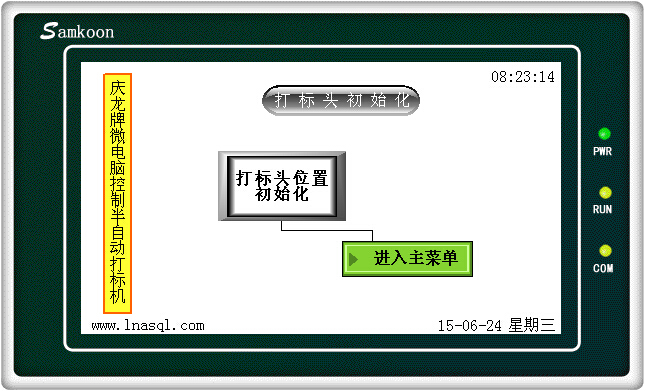 Samkoon
08:23:14
打标头初始化
庆龙牌微电脑控制半自动打标机
打标头位置
初始化
进入主菜单
PWR
RUN
COM
www.lnasql.com
15-06-24 星期三